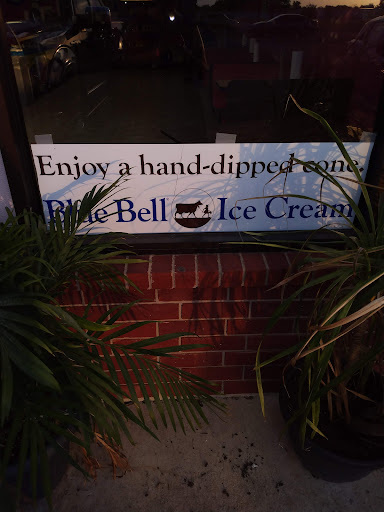 Enjoy a hand-dipped cone.
Blue Bell Ice Cream